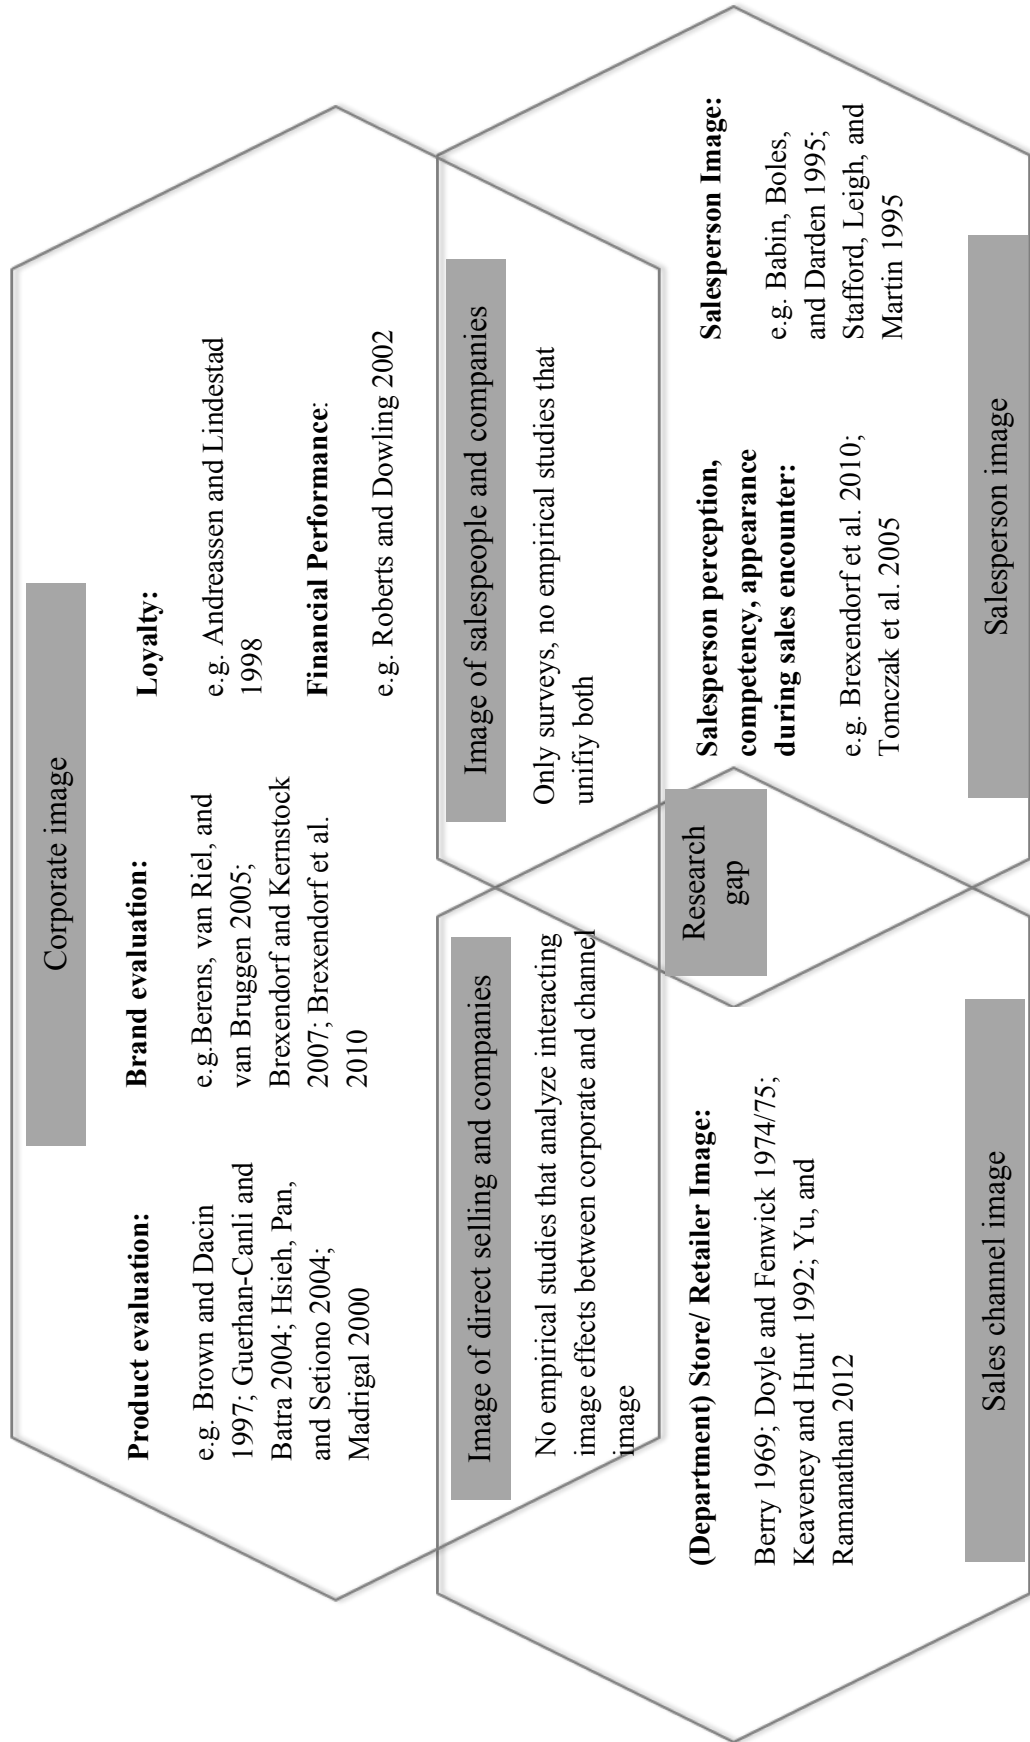 Corporate image
Product evaluation:
e.g. Brown and Dacin
1997; Guerhan-Canli and
Batra 2004; Hsieh, Pan,
and Setiono 2004;
Madrigal 2000
Brand evaluation:
e.g.Berens, van Riel, and
van Bruggen 2005;
Brexendorf and Kernstock
2007; Brexendorf et al.
2010
Loyalty:
e.g. Andreassen and Lindestad
1998
Financial Performance:
e.g. Roberts and Dowling 2002
Image of direct selling and companies
No empirical studies that analyze interacting
image effects between corporate and channel
image
Image of salespeople and companies
Only surveys, no empirical studies that
unifiy both
Research
gap
(Department) Store/ Retailer Image:
Berry 1969; Doyle and Fenwick 1974/75;
Keaveney and Hunt 1992; Yu, and
Ramanathan 2012
Sales channel image
Salesperson perception,
competency, appearance
during sales encounter:
e.g. Brexendorf et al. 2010;
Tomczak et al. 2005
Salesperson Image:
e.g. Babin, Boles,
and Darden 1995;
Stafford, Leigh, and
Martin 1995
Salesperson image